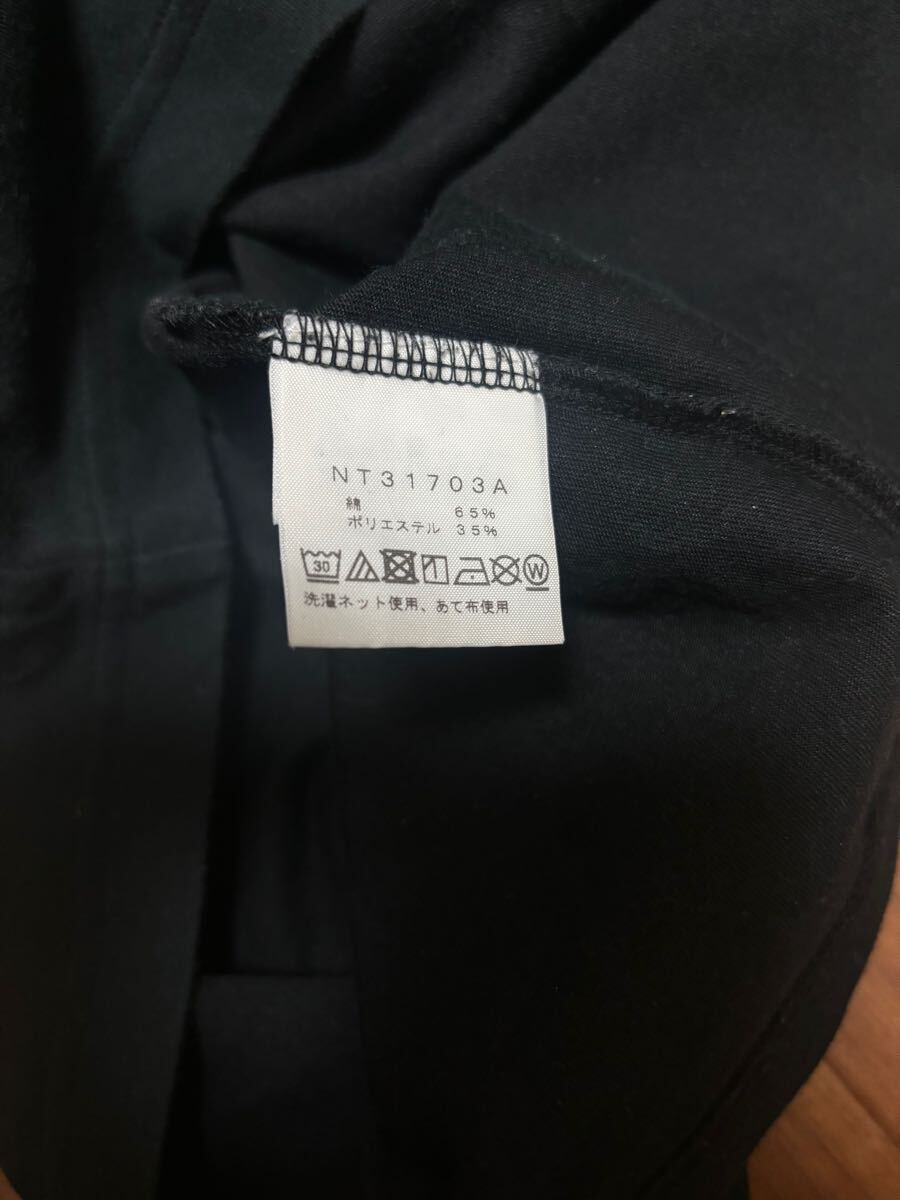 NT31703A
綿 65%
ポリエステル 35%
30 W
洗濯ネット使用、あて布使用